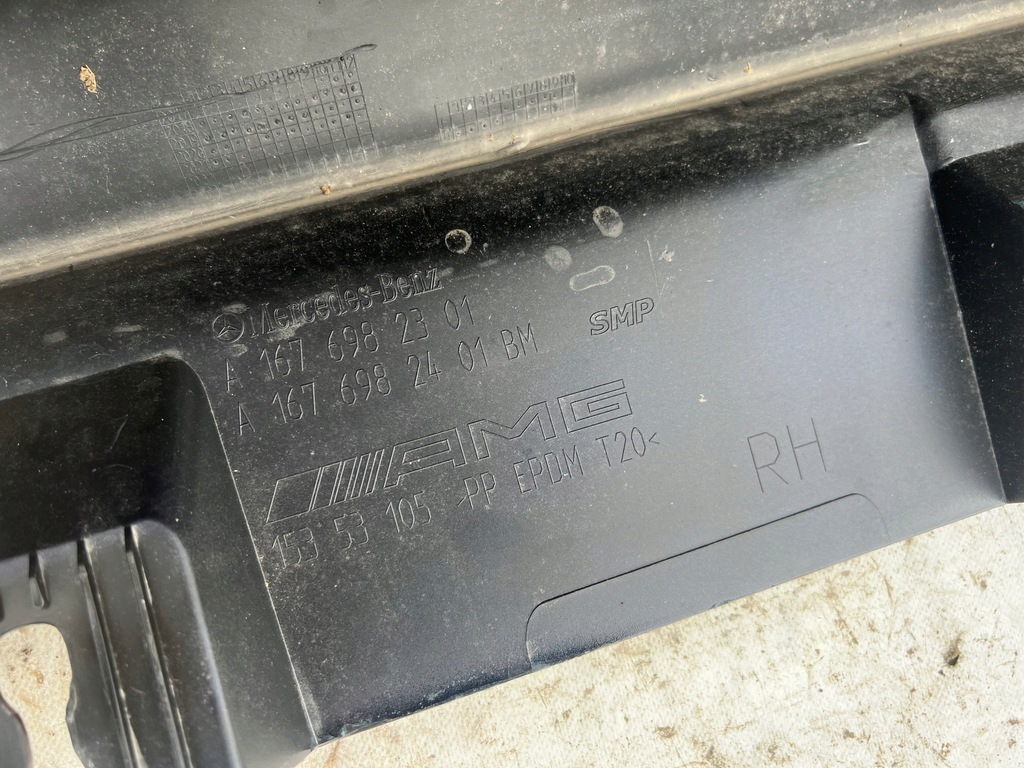 Mercedes-Benz
A 167 698 23 01
A 167 698 24 01 BM
SMP
AMG
153 53 105 >PP EPDM T20<
RH